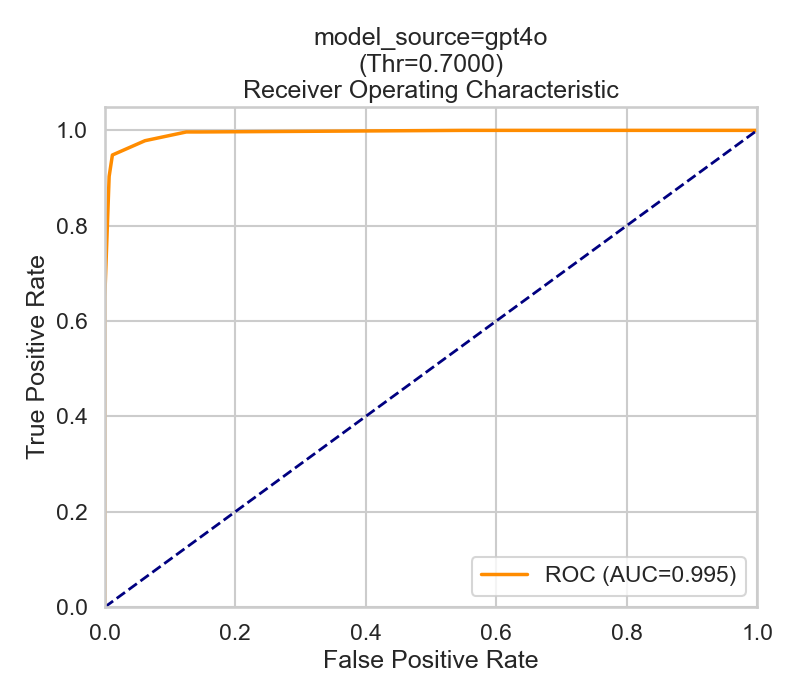 model_source=gpt4o
(Thr=0.7000)
Receiver Operating Characteristic
1.0
0.8
0.6
0.4
0.2
0.0
True Positive Rate
ROC (AUC=0.995)
0.0 0.2 0.4 0.6 0.8 1.0
False Positive Rate